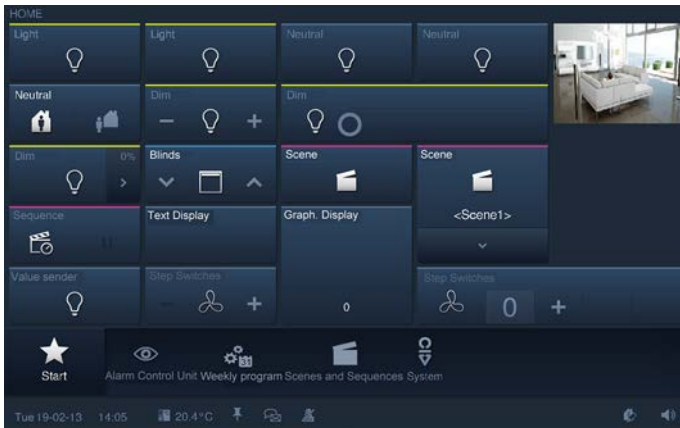 HOME
Light Light Neutral Neutral
Neutral Dim Dim
Dim 0% Blinds Scene Scene
<Scene1>
Sequence Text Display Graph. Display
Value sender Step Switches 0 Step Switches
0
Start Alarm Control Unit Weekly program Scenes and Sequences System
31
Tue 19-02-13 14:05 20.4°C